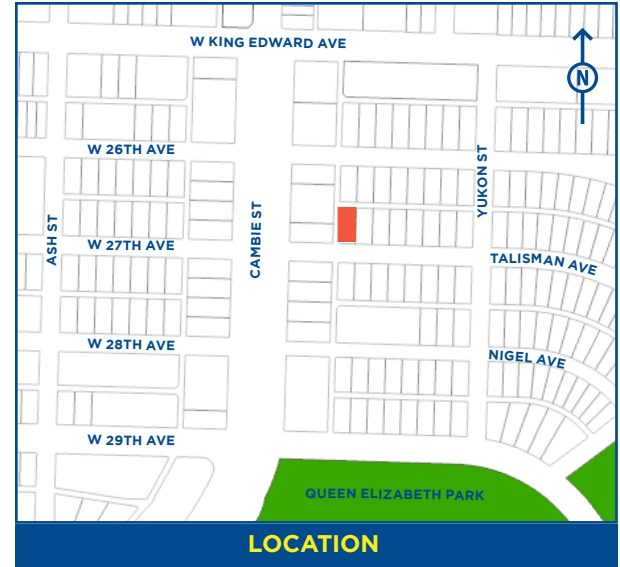 W KING EDWARD AVE
N
W 26TH AVE
YUKON ST
ASH ST
CAMBIE ST
W 27TH AVE
TALISMAN AVE
W 28TH AVE
NIGEL AVE
W 29TH AVE
QUEEN ELIZABETH PARK
LOCATION